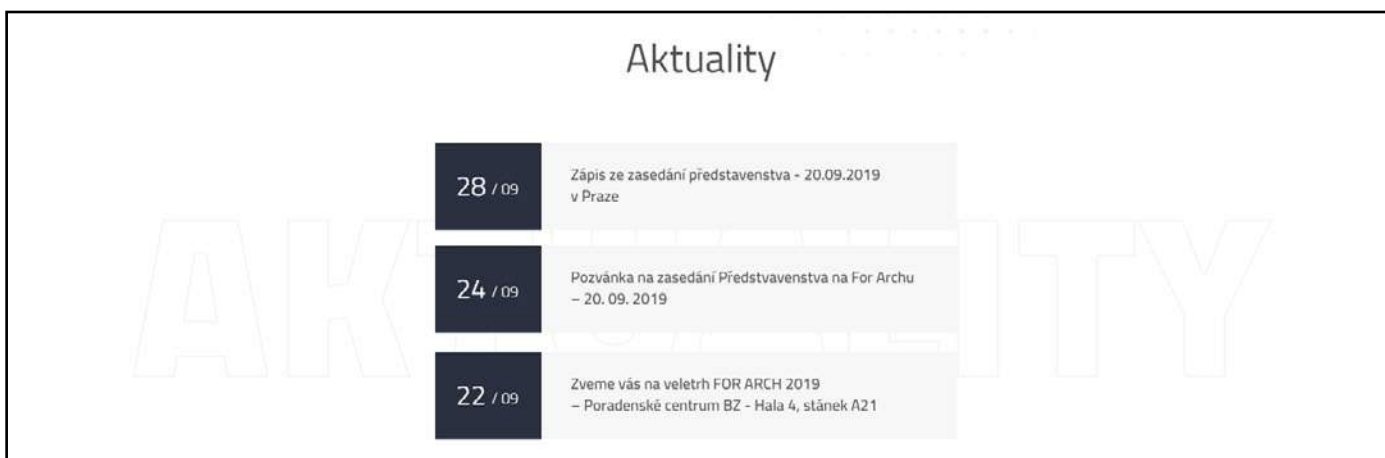 Aktuality
AKTUALITY
28 / 09
Zápis ze zasedání představenstva - 20.09.2019
v Praze
24 / 09
Pozvánka na zasedání Předstvavenstva na For Archu
– 20. 09. 2019
22 / 09
Zveme vás na veletrh FOR ARCH 2019
– Poradenské centrum BZ - Hala 4, stánek A21